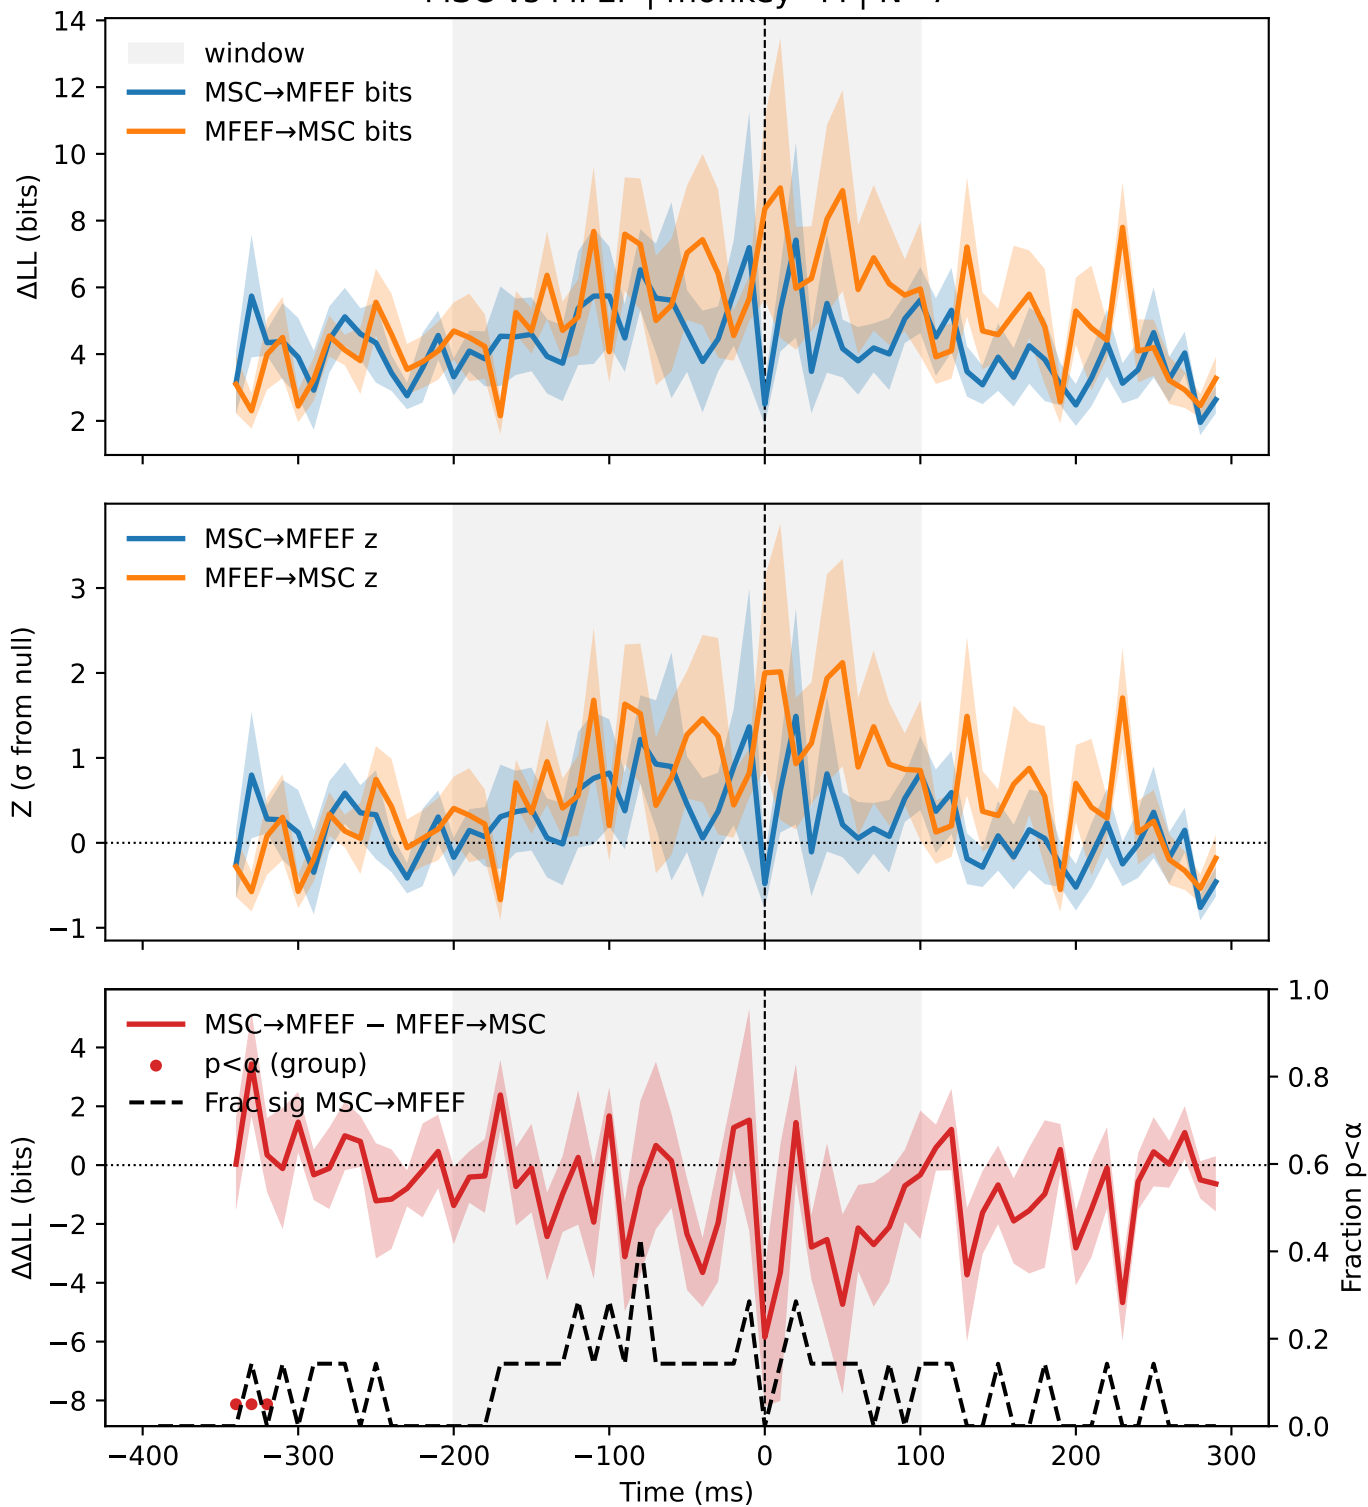 14
12
10
8
6
4
2
ΔLL (bits)
window
MSC→MFEF bits
MFEF→MSC bits
3
2
1
0
−1
Z (σ from null)
MSC→MFEF z
MFEF→MSC z
4
2
0
−2
−4
−6
−8
ΔΔLL (bits)
MSC→MFEF − MFEF→MSC
p<α (group)
Frac sig MSC→MFEF
1.0
0.8
0.6
0.4
0.2
0.0
Fraction p<α
−400 −300 −200 −100 0 100 200 300
Time (ms)